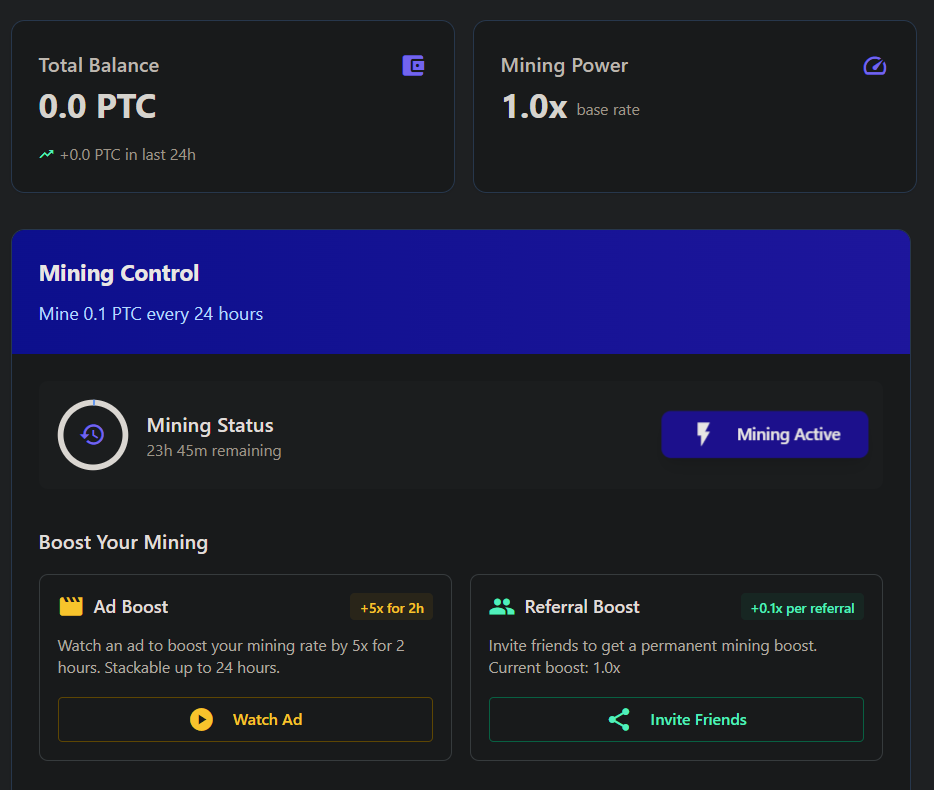 Total Balance
0.0 PTC
+0.0 PTC in last 24h
Mining Power
1.0x base rate
Mining Control
Mine 0.1 PTC every 24 hours
Mining Status
23h 45m remaining
Mining Active
Boost Your Mining
Ad Boost
+5x for 2h
Watch an ad to boost your mining rate by 5x for 2
hours. Stackable up to 24 hours.
Watch Ad
Referral Boost
+0.1x per referral
Invite friends to get a permanent mining boost.
Current boost: 1.0x
Invite Friends